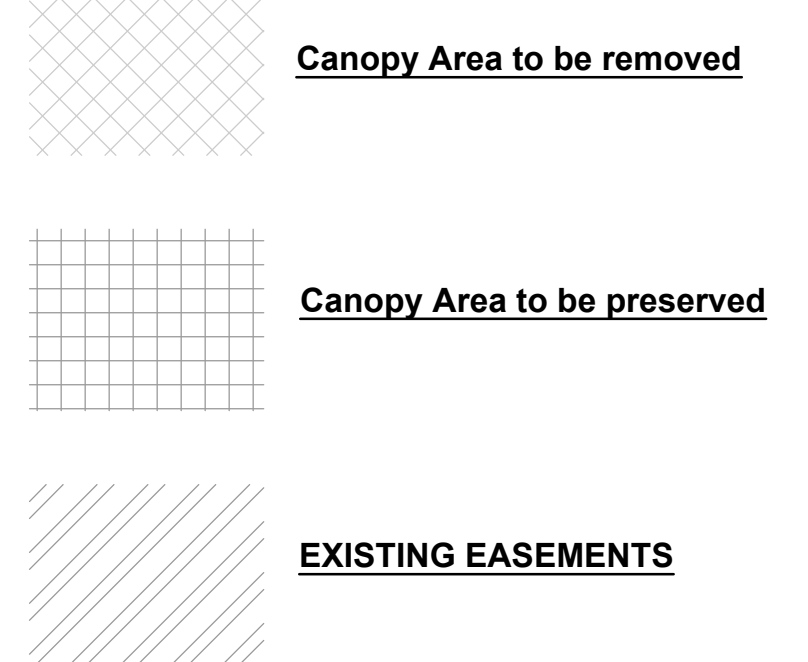 Canopy Area to be removed
Canopy Area to be preserved
EXISTING EASEMENTS